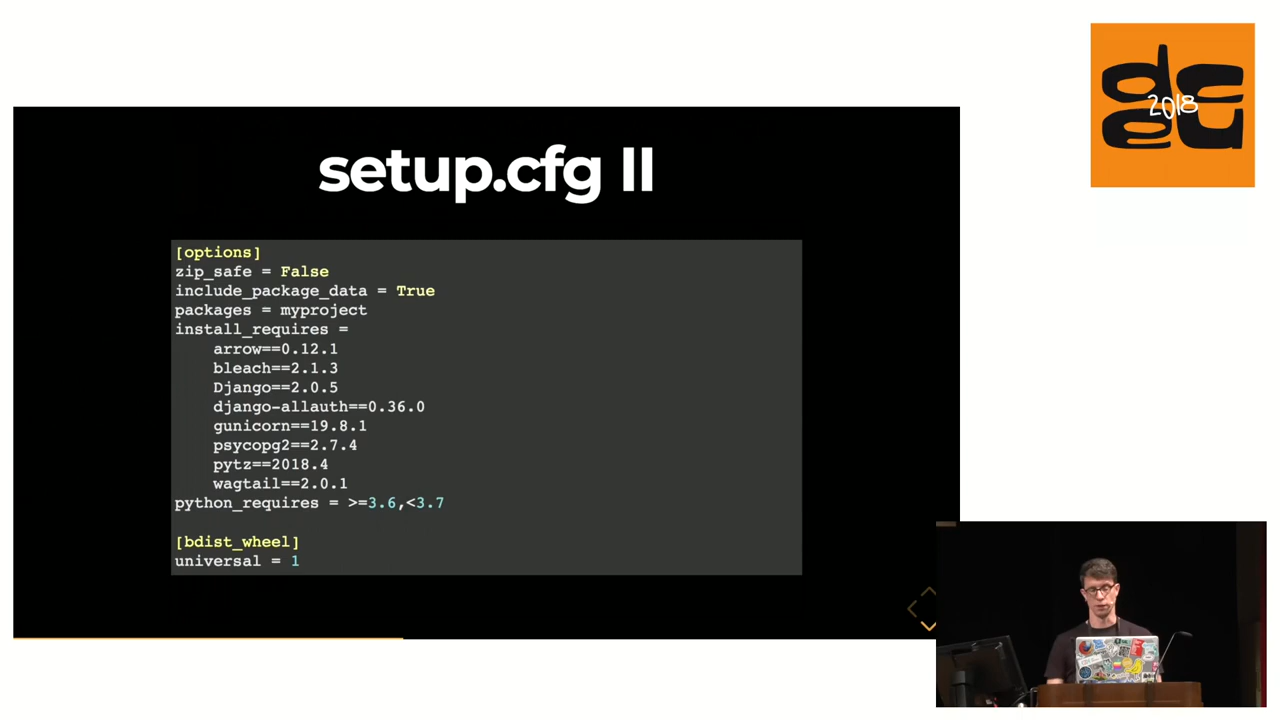 setup.cfg II
[options]
zip_safe = False
include_package_data = True
packages = myproject
install_requires =
    arrow==0.12.1
    bleach==2.1.3
    Django==2.0.5
    django-allauth==0.36.0
    gunicorn==19.8.1
    psycopg2==2.7.4
    pytz==2018.4
    wagtail==2.0.1
python_requires = >=3.6,<3.7

[bdist_wheel]
universal = 1
dc
2018
eu